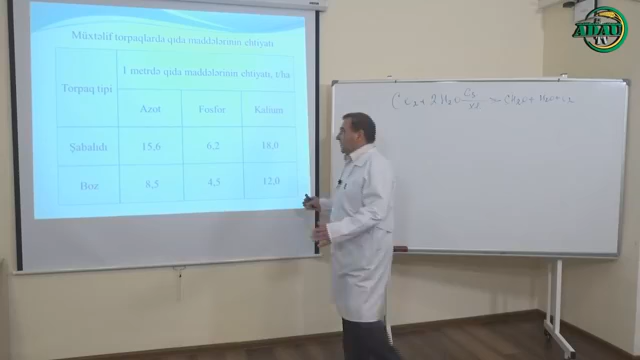 Müxtəlif torpaqlarda qida maddələrinin ehtiyatı
Torpaq tipi
1 metrdə qida maddələrinin ehtiyatı, t/ha
Azot Fosfor Kalium
Şabalıdı 15,6 6,2 18,0
Boz 8,5 4,5 12,0
ADAU
TV